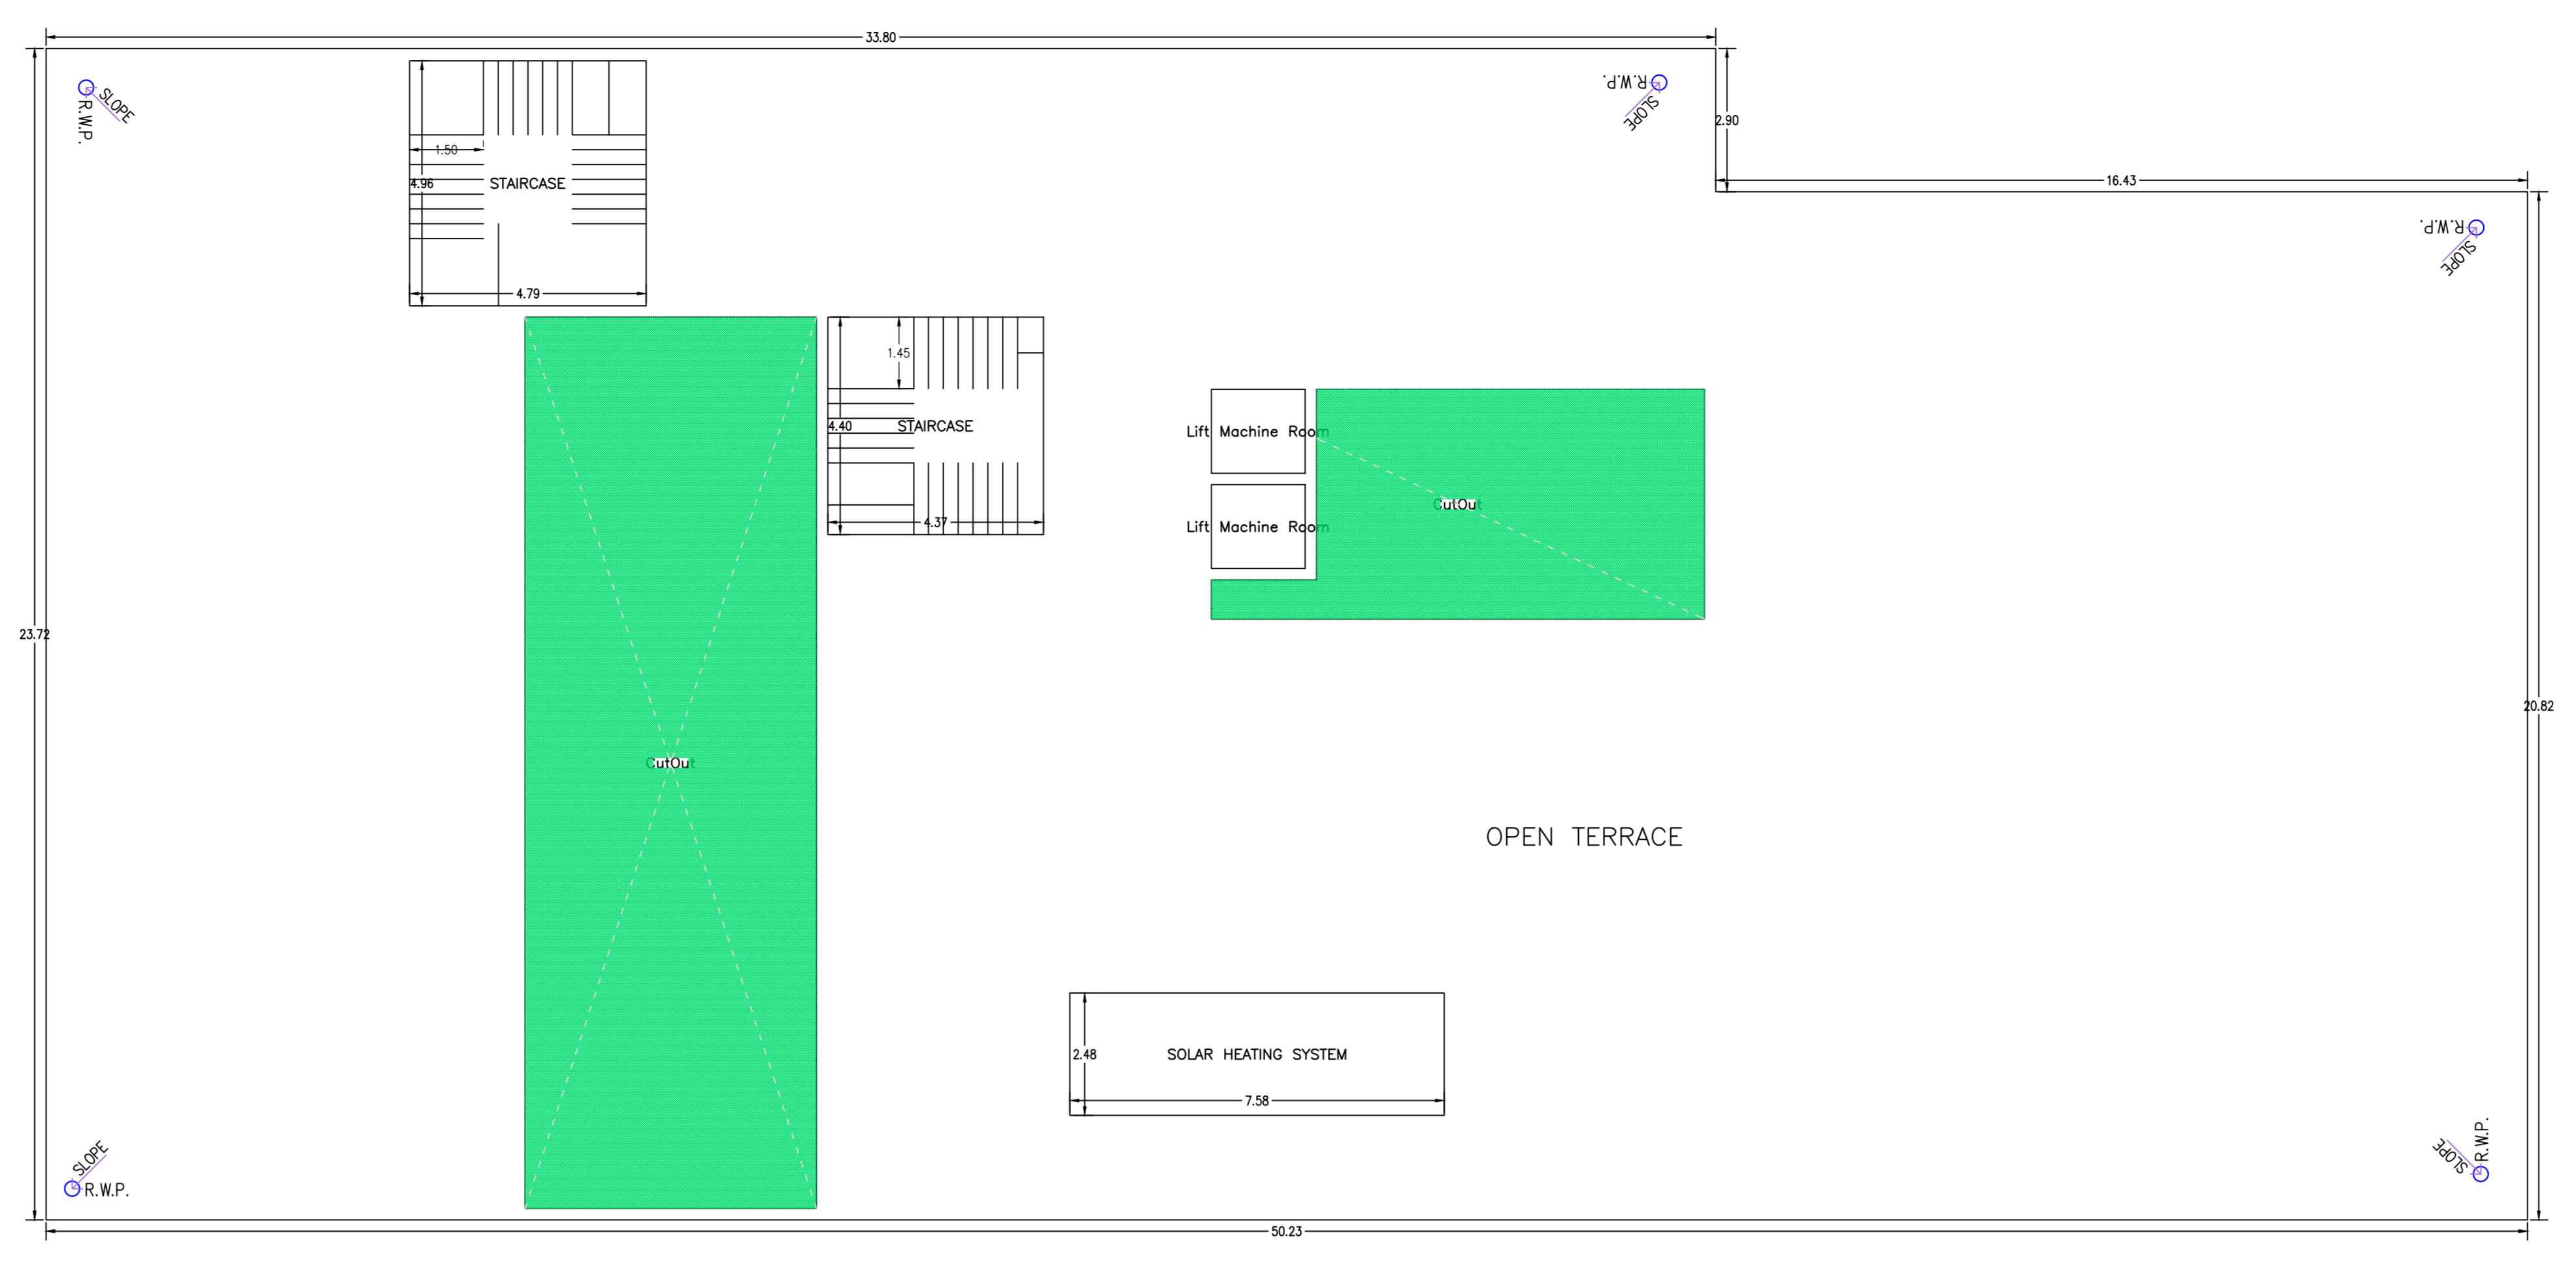 33.80
R.W.P.
SLOPE
R.W.P.
SLOPE
2.90
1.50
4.96
STAIRCASE
16.43
R.W.P.
SLOPE
4.79
1.45
4.40
STAIRCASE
4.37
Lift Machine Room
Lift Machine Room
CutOut
23.72
20.82
CutOut
OPEN TERRACE
2.48
SOLAR HEATING SYSTEM
7.58
SLOPE
R.W.P.
SLOPE
R.W.P.
50.23